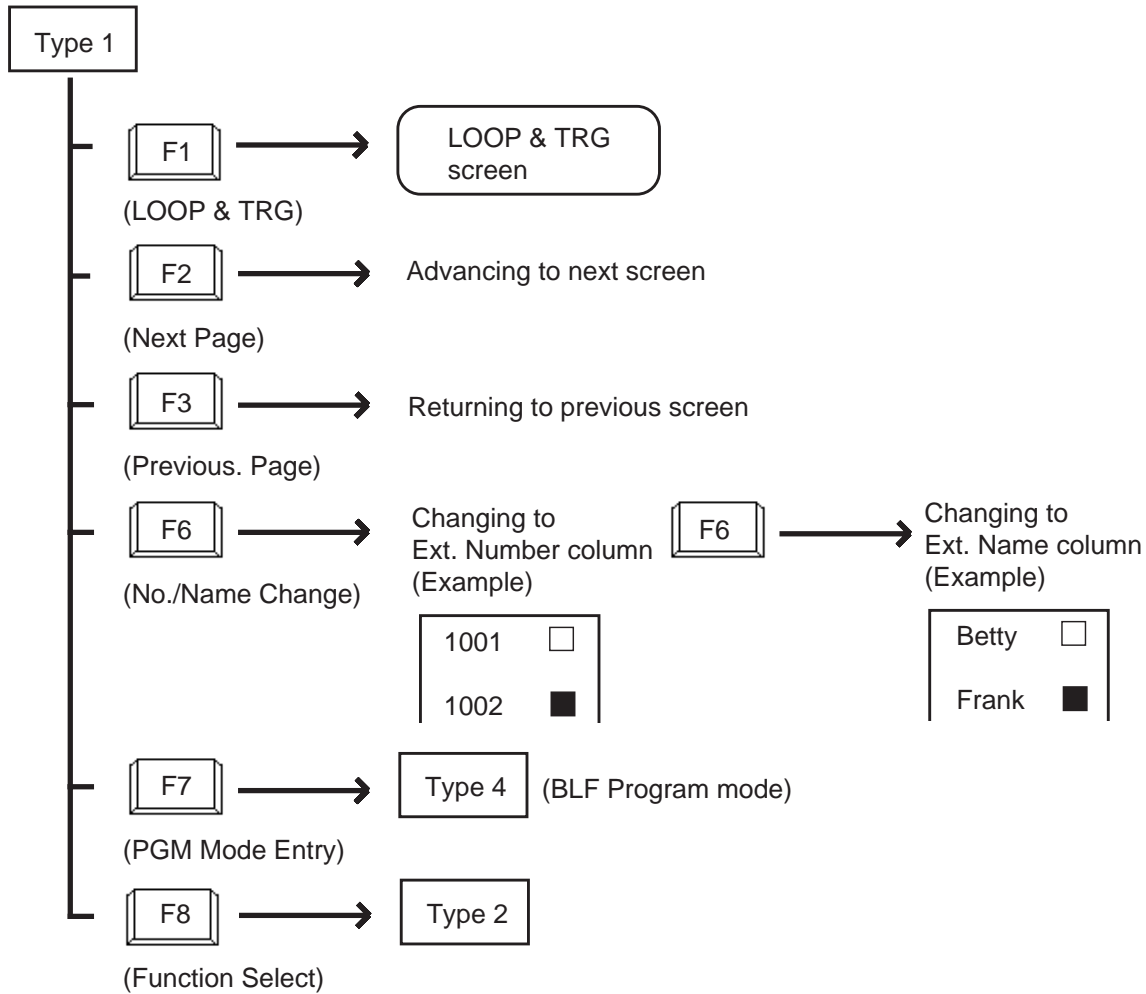 Type 1
F1
LOOP & TRG
screen
(LOOP & TRG)
F2
Advancing to next screen
(Next Page)
F3
Returning to previous screen
(Previous. Page)
F6
Changing to
Ext. Number column
(Example)
F6
Changing to
Ext. Name column
(Example)
(No./Name Change)
1001
1002
Betty
Frank
F7
Type 4
(BLF Program mode)
(PGM Mode Entry)
F8
Type 2
(Function Select)